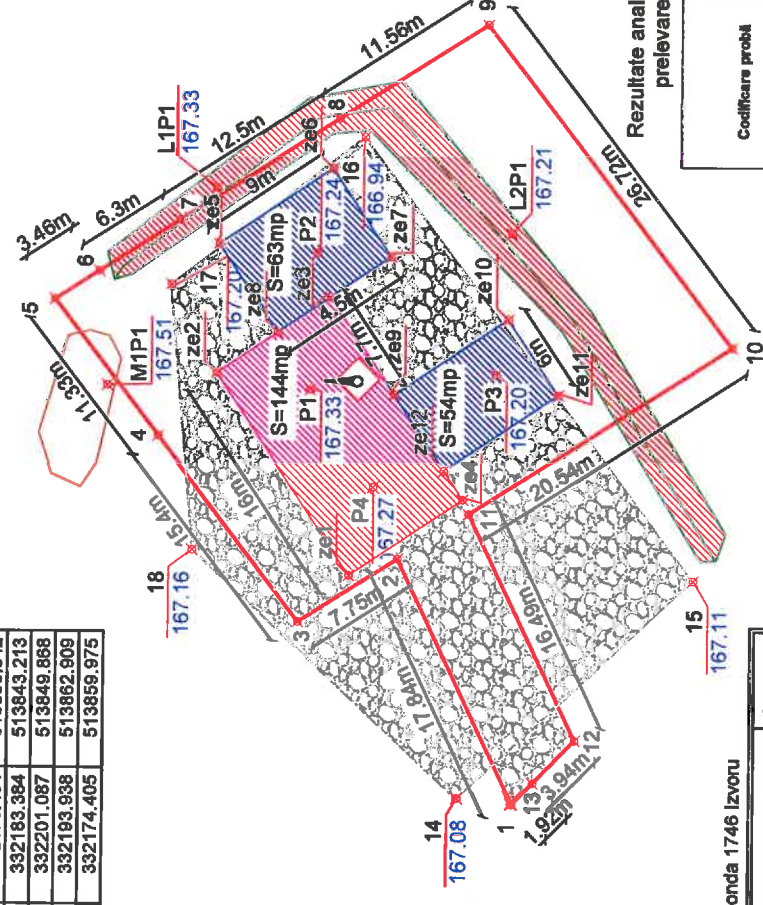 332183.384 513843.213
332201.087 513849.868
332193.938 513862.909
332174.405 513859.975
3.46m
5
6
6.3m
7
12.5m
L1P1
167.33
11.56m
9
8
11.33m
M1P1
167.51
4
15.4m
18
167.16
16m
ze2
17
167.20
ze5
9m
ze6
16
166.94
ze8
S=63mp
P2
167.24
ze3
ze7
S=144mp
P1
167.33
7.7m
ze9
ze10
L2P1
167.21
26.72m
10
6m
ze11
ze12
S=54mp
P3
167.20
ze4
P4
167.27
ze1
3
7.75m
2
11
20.54m
17.84m
16.49m
15
167.11
14
167.08
1
13
3.94m
12
1.92m
Rezultate anal
prelevare
Codificare probă
onda 1746 Izvoru